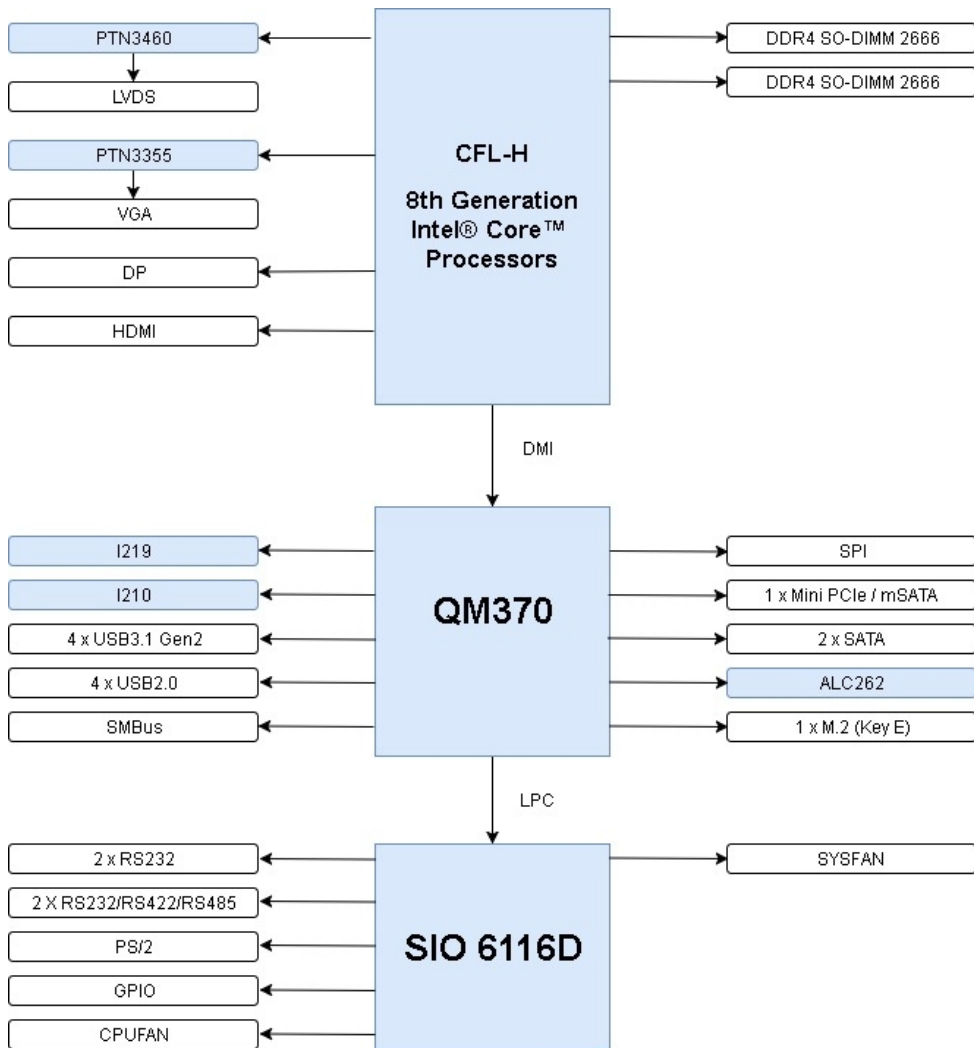 PTN3460
LVDS
PTN3355
VGA
DP
HDMI
CFL-H
8th Generation
Intel® Core™
Processors
DDR4 SO-DIMM 2666
DDR4 SO-DIMM 2666
DMI
I219
I210
4 x USB3.1 Gen2
4 x USB2.0
SMBus
QM370
SPI
1 x Mini PCIe / mSATA
2 x SATA
ALC262
1 x M.2 (Key E)
LPC
2 x RS232
2 X RS232/RS422/RS485
PS/2
GPIO
CPUFAN
SIO 6116D
SYSFAN